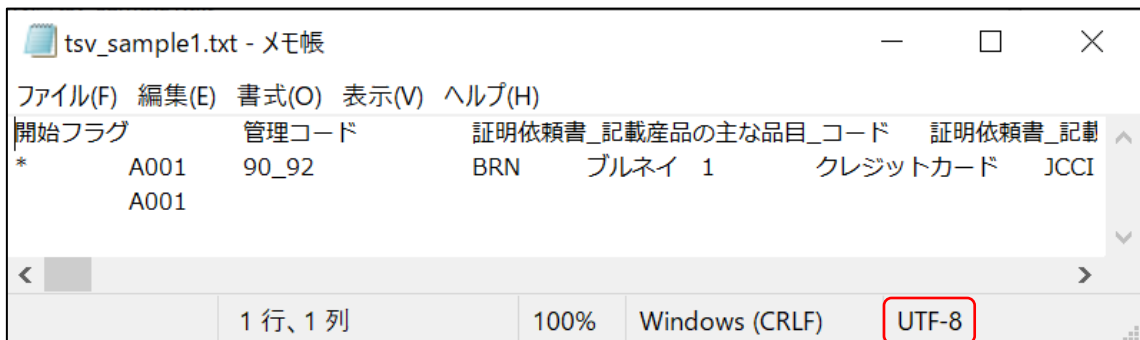 tsv_sample1.txt - メモ帳
ファイル(F) 編集(E) 書式(O) 表示(V) ヘルプ(H)
開始フラグ 管理コード 証明依頼書_記載産品の主な品目_コード 証明依頼書_記載
* A001 90_92 BRN ブルネイ 1 クレジットカード JCCI
A001
1 行、1 列 100% Windows (CRLF) UTF-8